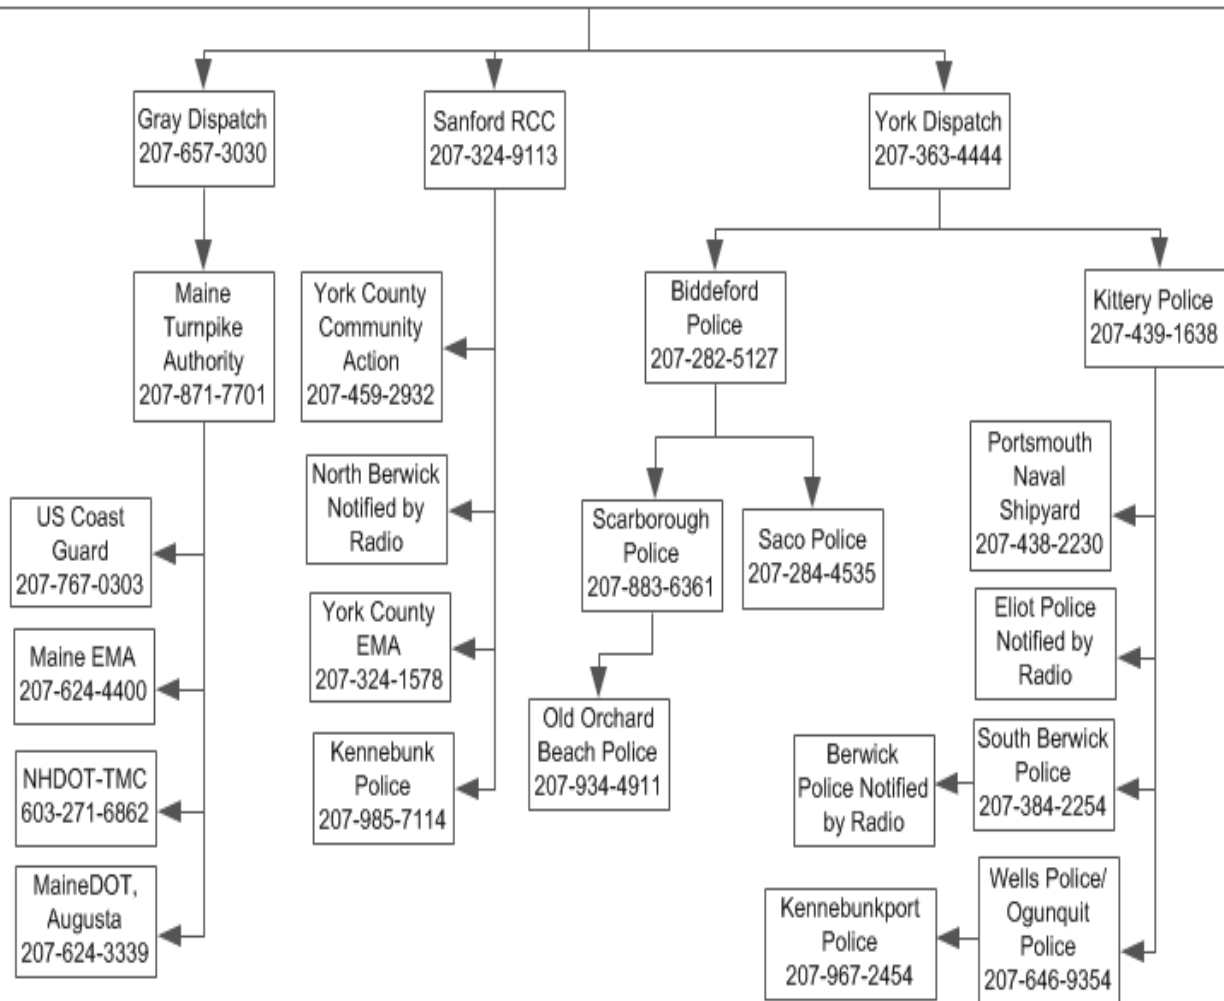 Gray Dispatch
207-657-3030
Sanford RCC
207-324-9113
York Dispatch
207-363-4444
Maine
Turnpike
Authority
207-871-7701
York County
Community
Action
207-459-2932
Biddeford
Police
207-282-5127
Kittery Police
207-439-1638
North Berwick
Notified by
Radio
Portsmouth
Naval
Shipyard
207-438-2230
US Coast
Guard
207-767-0303
Scarborough
Police
207-883-6361
Saco Police
207-284-4535
York County
EMA
207-324-1578
Eliot Police
Notified by
Radio
Maine EMA
207-624-4400
Old Orchard
Beach Police
207-934-4911
Kennebunk
Police
207-985-7114
Berwick
Police Notified
by Radio
South Berwick
Police
207-384-2254
NHDOT-TMC
603-271-6862
MaineDOT,
Augusta
207-624-3339
Kennebunkport
Police
207-967-2454
Wells Police/
Ogunquit
Police
207-646-9354